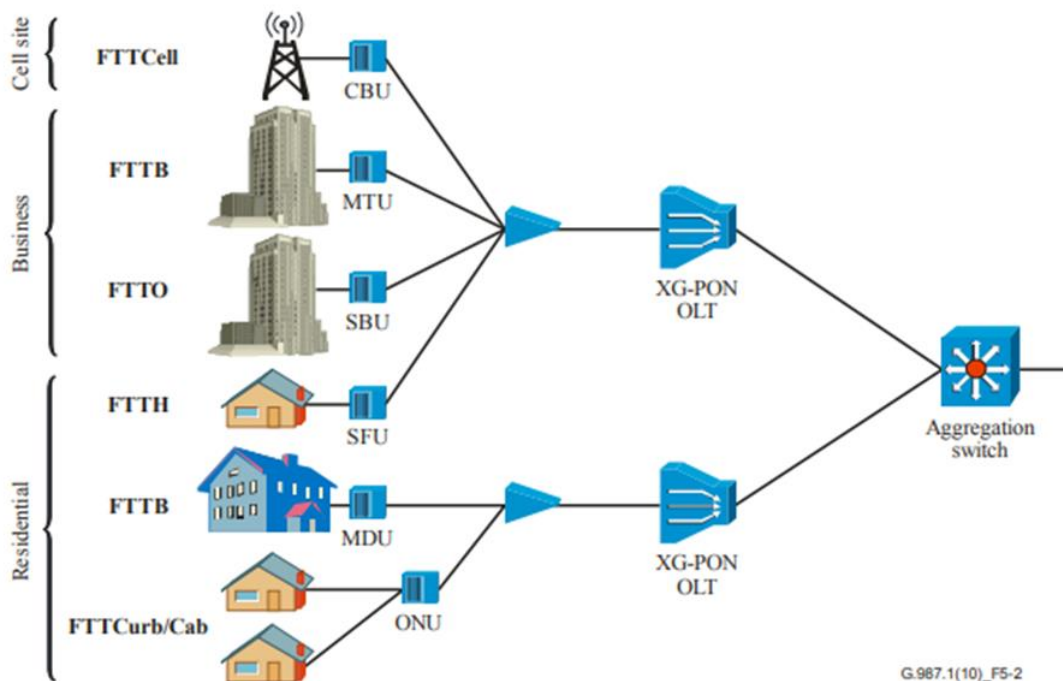 Cell site
FTTCell
CBU
Business
FTTB
MTU
FTTO
SBU
XG-PON
OLT
Residential
FTTH
SFU
Aggregation
switch
FTTB
MDU
XG-PON
OLT
FTTCurb/Cab
ONU
G.987.1(10)_F5-2